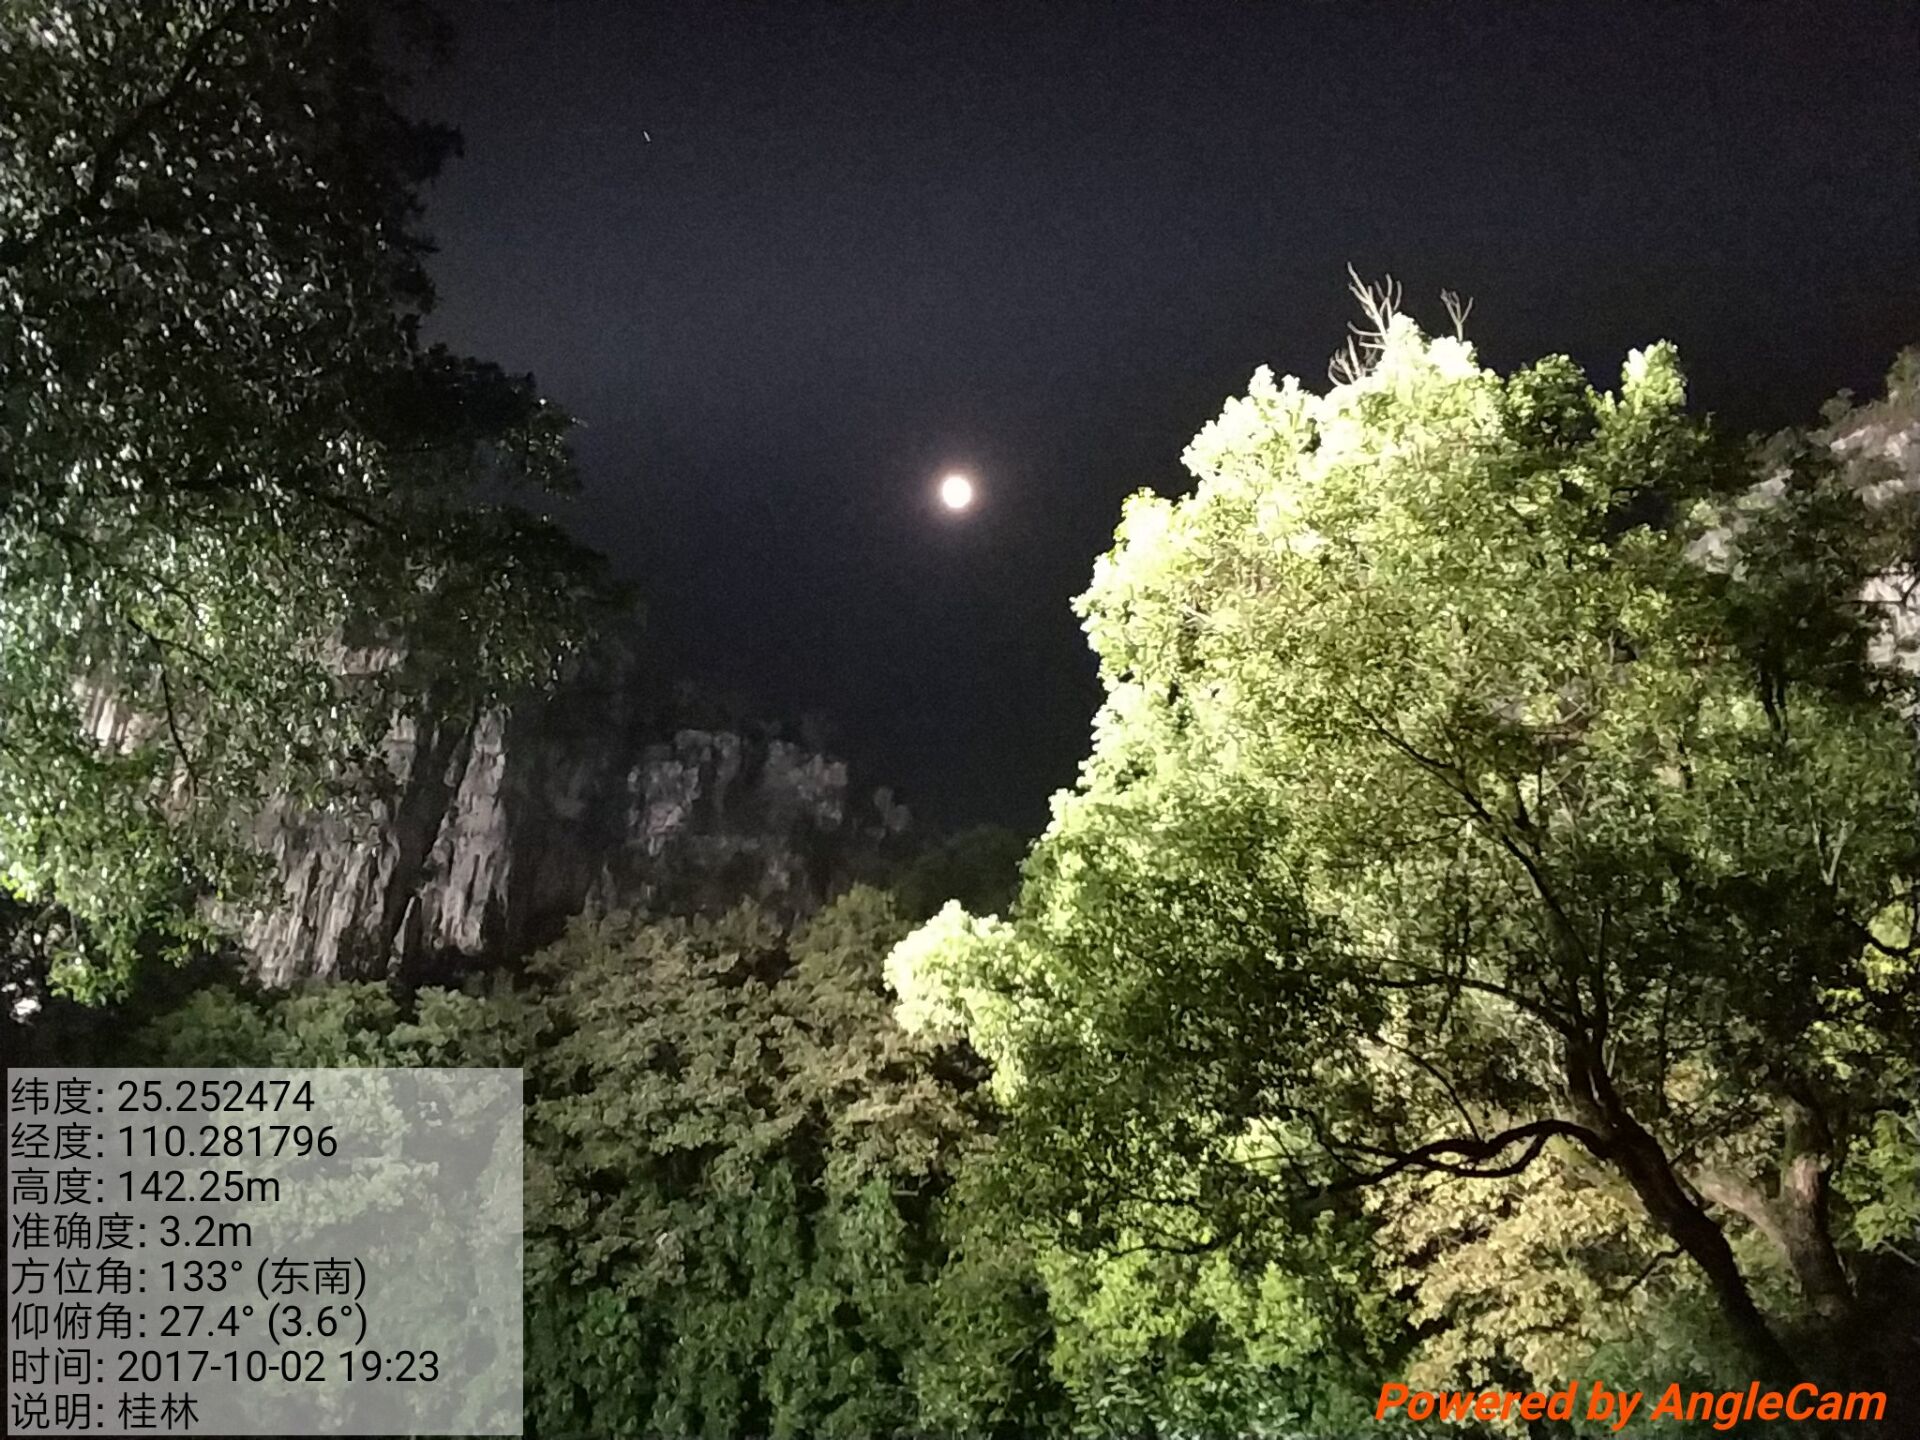 纬度: 25.252474
经度: 110.281796
高度: 142.25m
准确度: 3.2m
方位角: 133° (东南)
仰俯角: 27.4° (3.6°)
时间: 2017-10-02 19:23
说明: 桂林
Powered by AngleCam